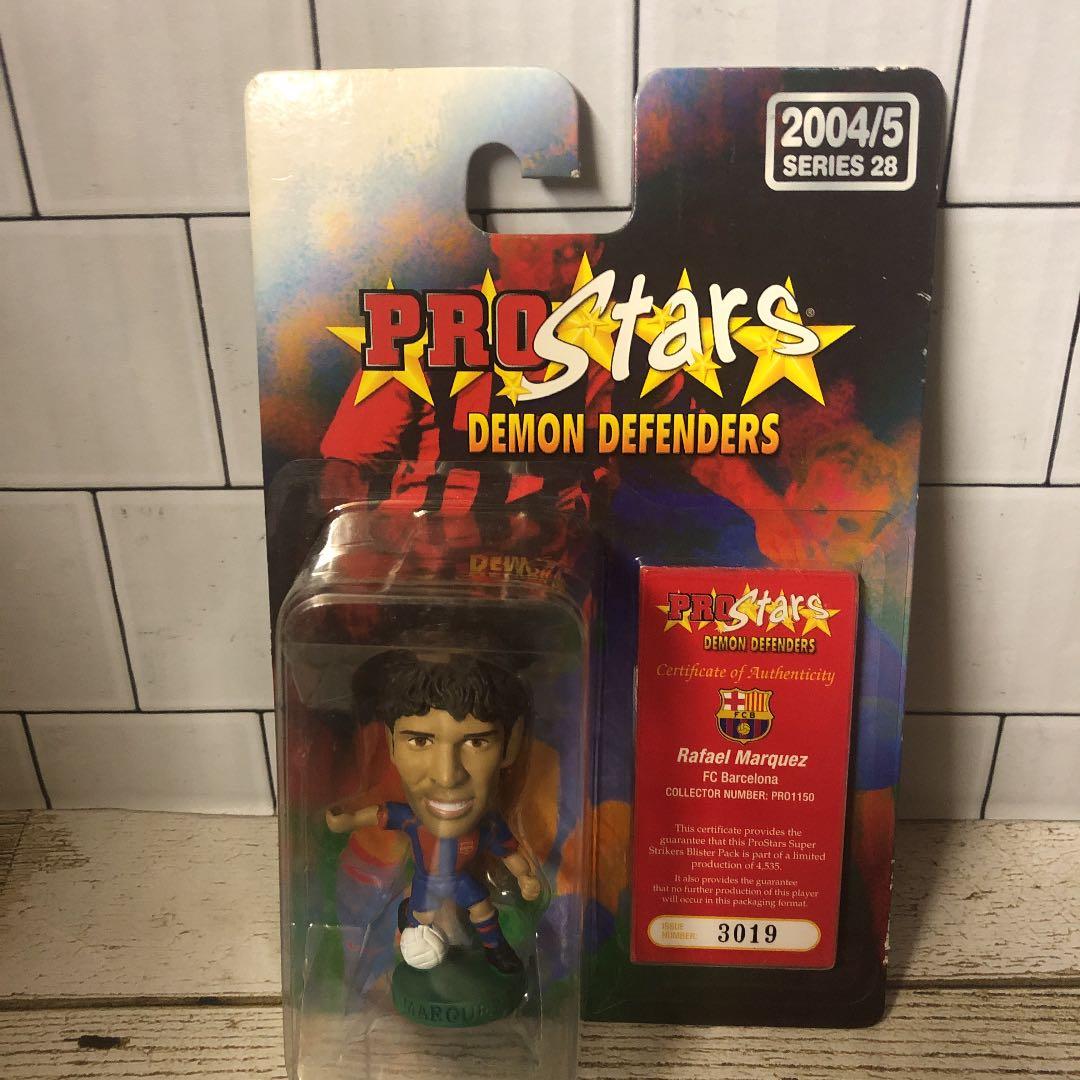 2004/5
SERIES 28
PROStars®
DEMON DEFENDERS
PROStars
DEMON DEFENDERS
Certificate of Authenticity
FCB
Rafael Marquez
FC Barcelona
COLLECTOR NUMBER: PRO1150
This certificate provides the
guarantee that this ProStars Super
Strikers Blister Pack is part of a limited
production of 4,535.
It also provides the guarantee
that no further production of this player
will occur in this packaging format.
ISSUE
NUMBER: 3019